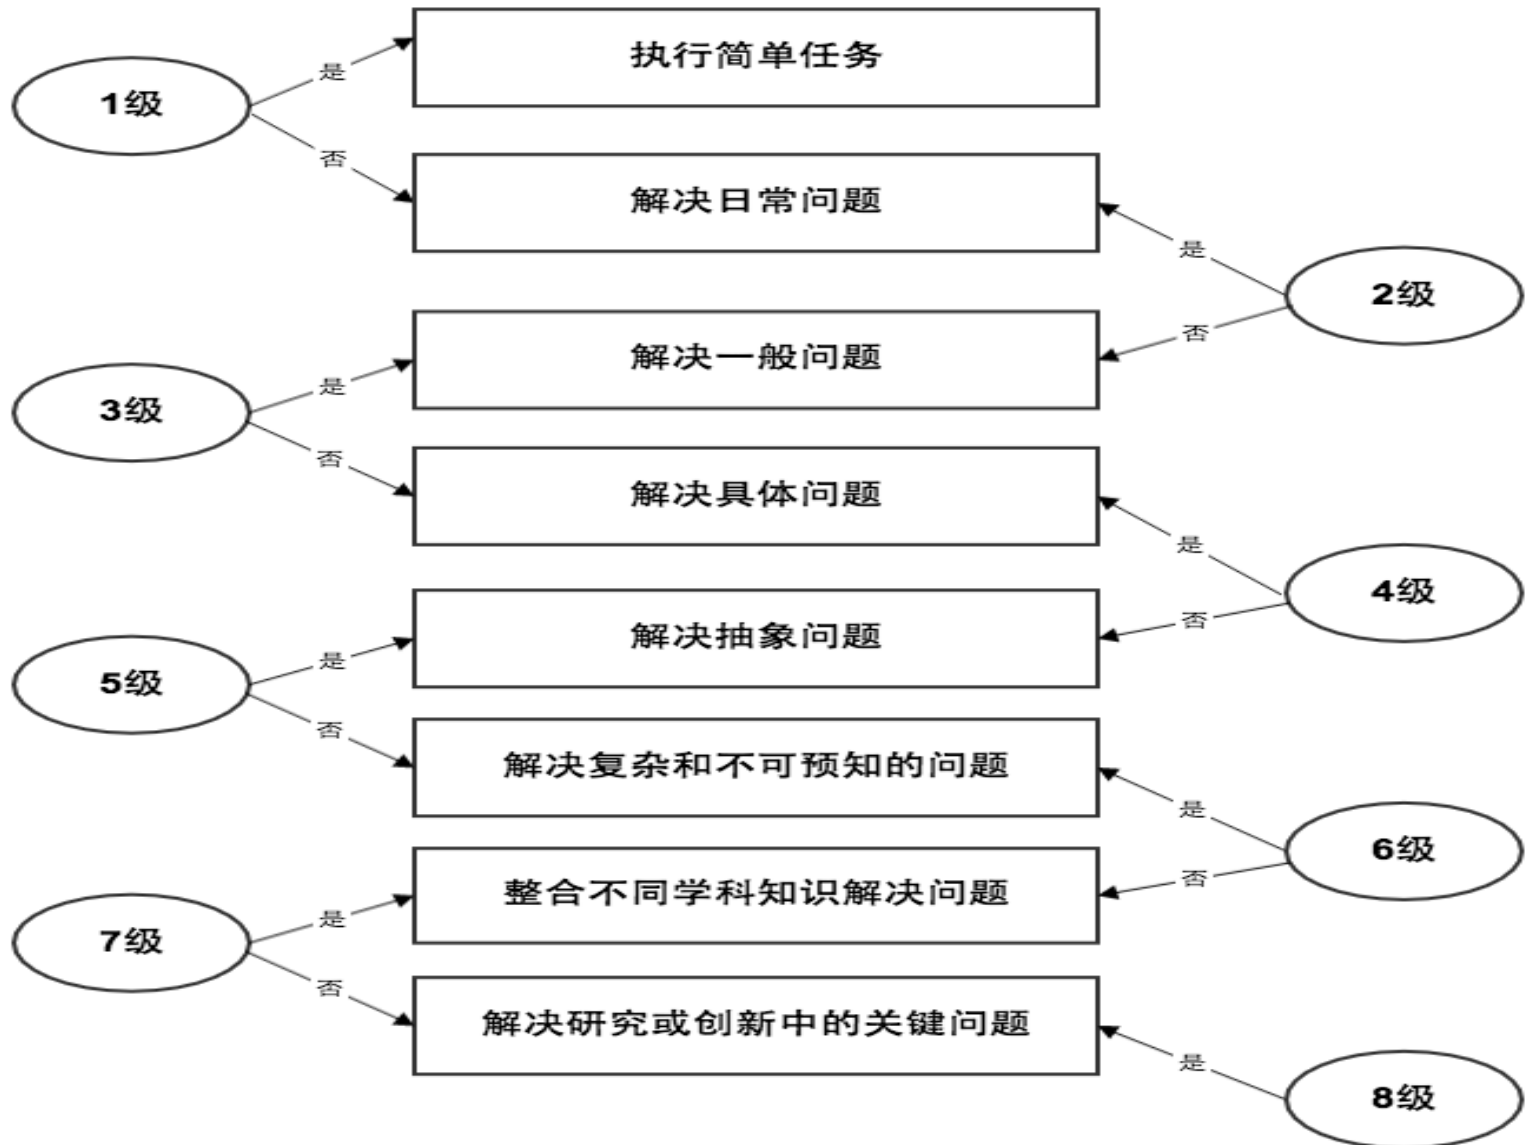 执行简单任务
是
1级
否
解决日常问题
是
2级
否
解决一般问题
是
3级
否
解决具体问题
是
4级
否
解决抽象问题
是
5级
否
解决复杂和不可预知的问题
是
6级
否
整合不同学科知识解决问题
是
7级
否
解决研究或创新中的关键问题
是
8级